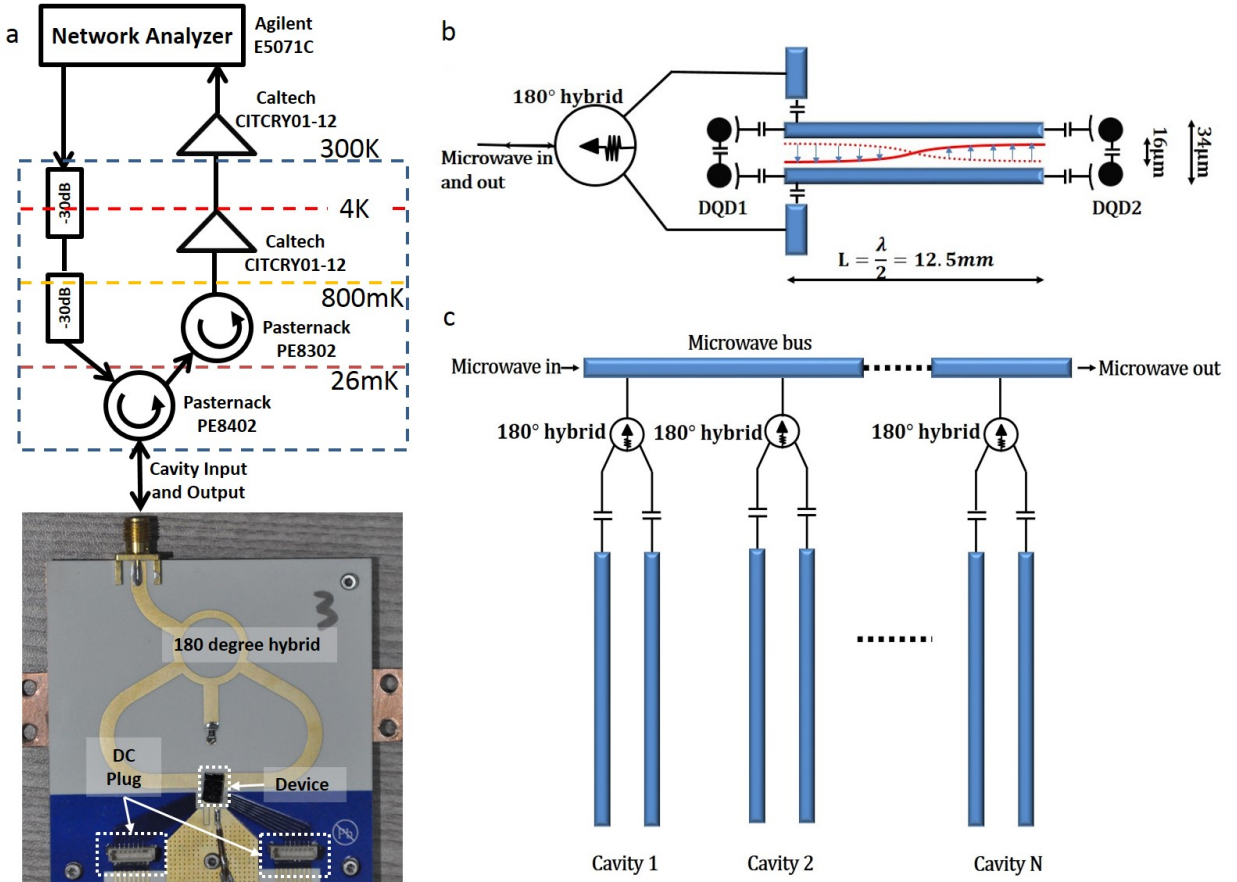 a
Network Analyzer
Agilent
E5071C
Caltech
CITCRY01-12
300K
-30dB
4K
Caltech
CITCRY01-12
-30dB
800mK
Pasternack
PE8302
26mK
Pasternack
PE8402
Cavity Input
and Output
3
180 degree hybrid
DC
Plug
Device
Pb
b
180° hybrid
Microwave in
and out
DQD1
DQD2
16μm
34μm
L = λ/2 = 12.5mm
c
Microwave bus
Microwave in
Microwave out
180° hybrid
180° hybrid
180° hybrid
Cavity 1
Cavity 2
Cavity N